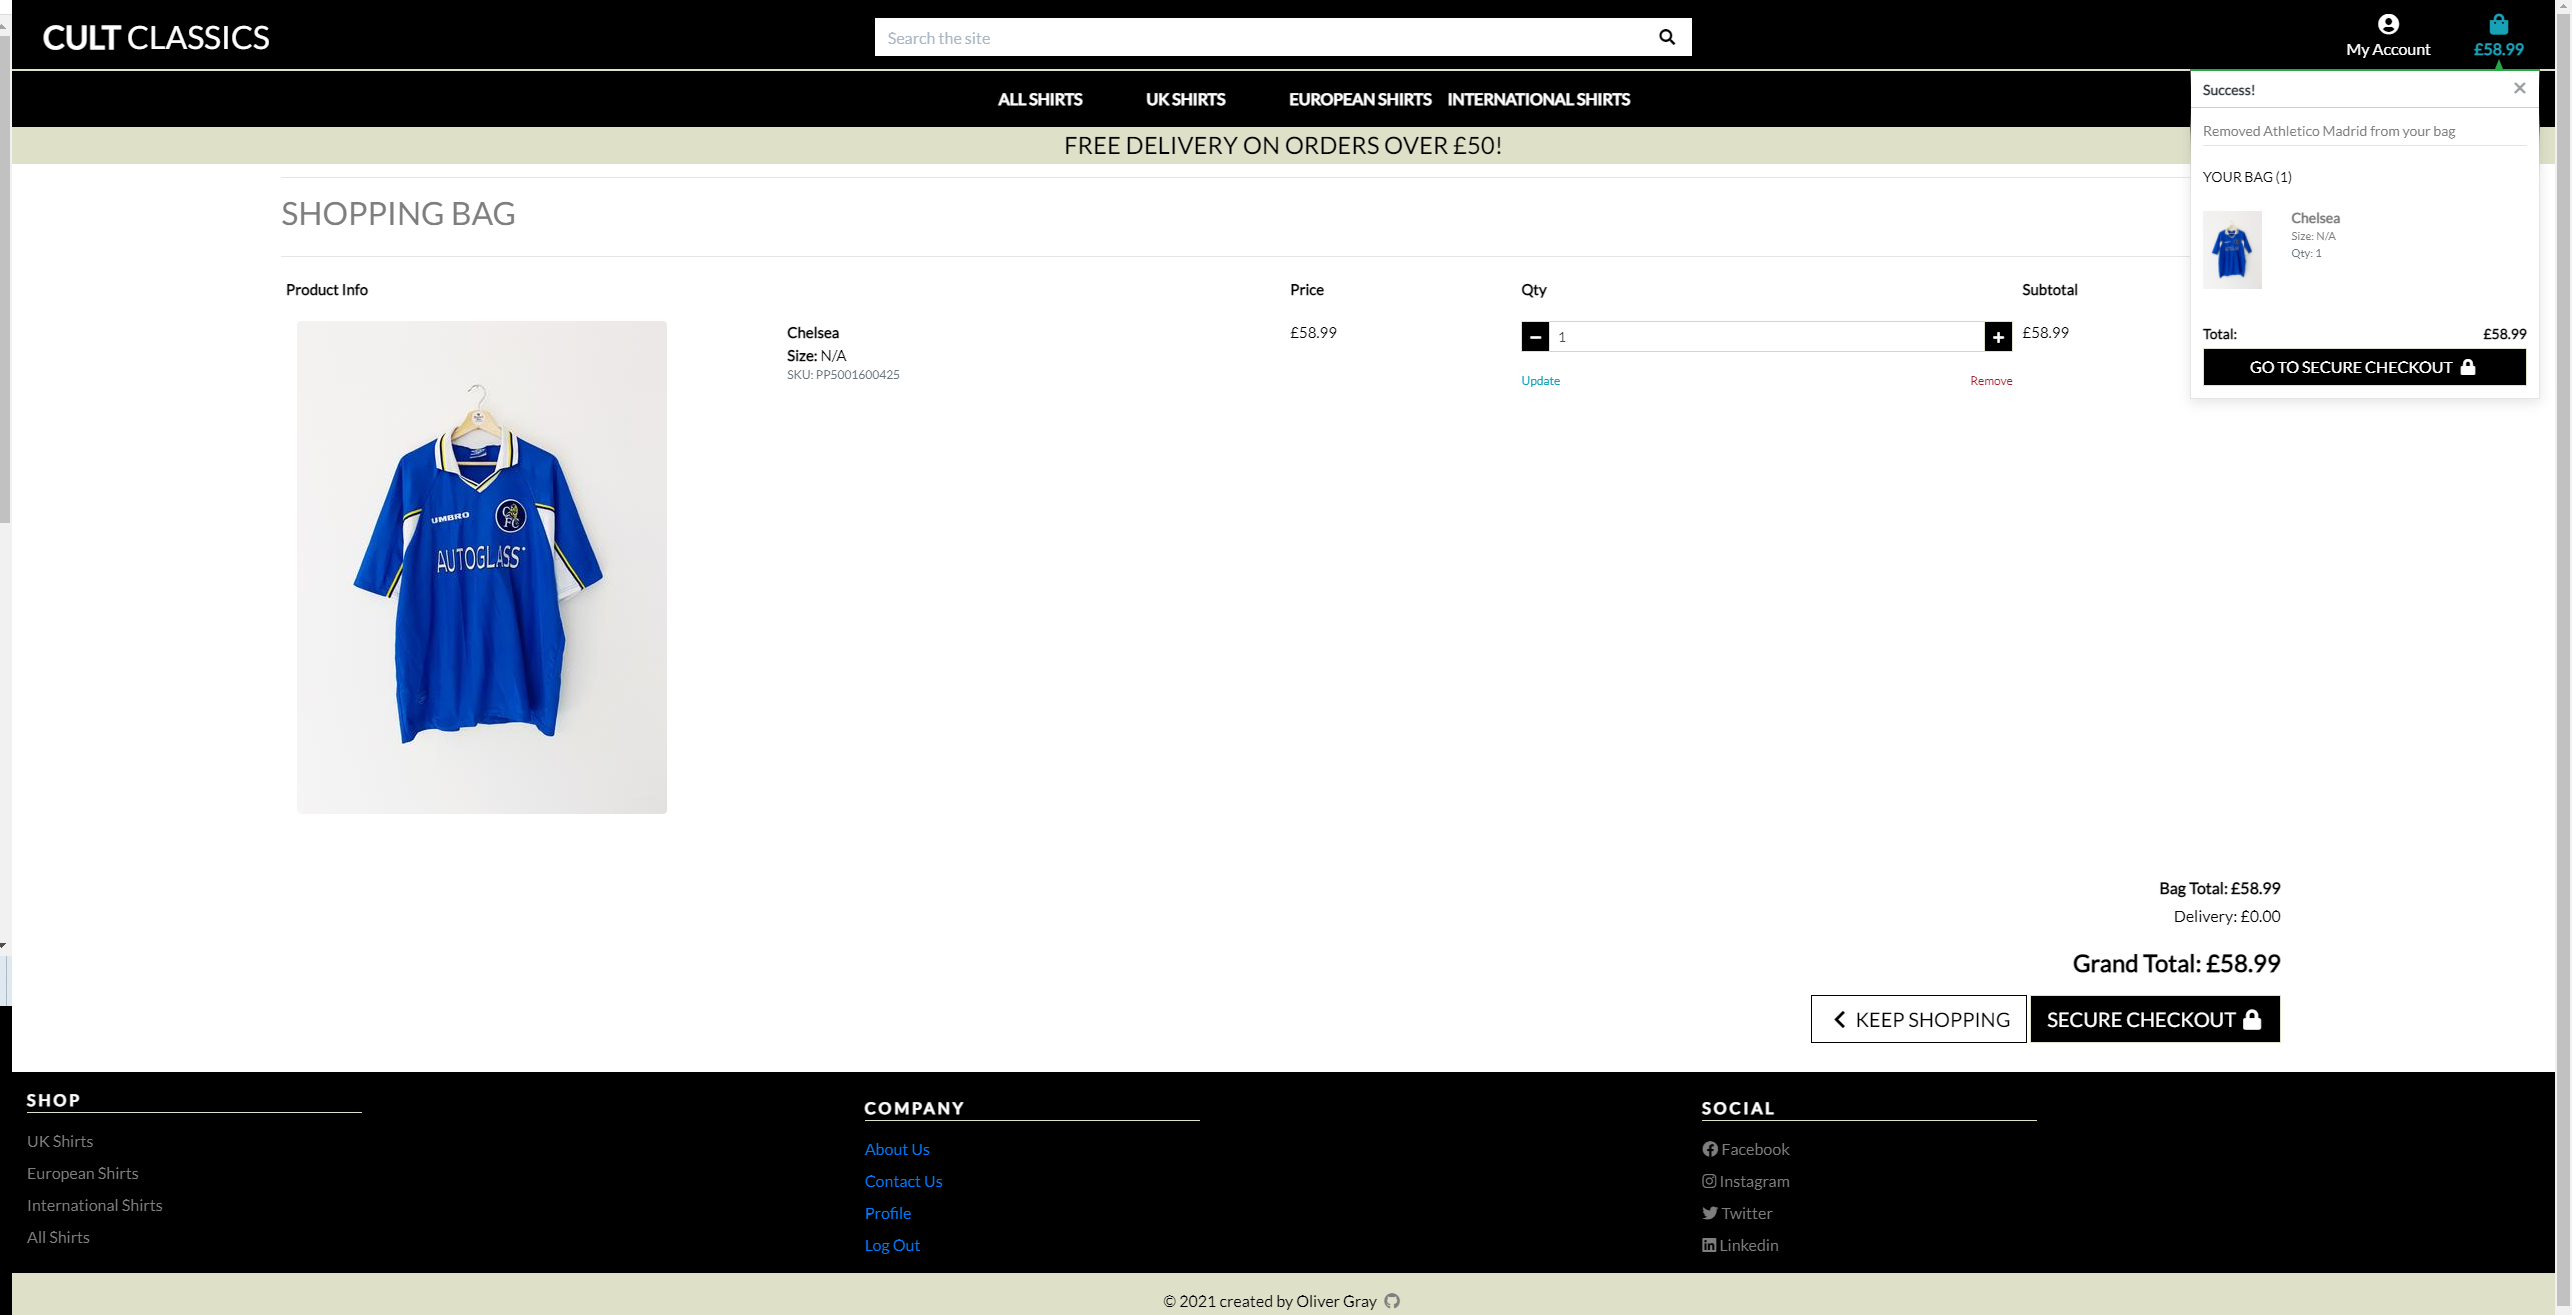 CULT CLASSICS
Search the site
My Account
£58.99
ALL SHIRTS UK SHIRTS EUROPEAN SHIRTS INTERNATIONAL SHIRTS
FREE DELIVERY ON ORDERS OVER £50!
Success! ×
Removed Athletico Madrid from your bag
YOUR BAG (1)
Chelsea
Size: N/A
Qty: 1
Total: £58.99
GO TO SECURE CHECKOUT
SHOPPING BAG
Product Info Price Qty Subtotal
Chelsea £58.99 1 £58.99
Size: N/A
SKU: PP5001600425
Update Remove
UMBRO
CFC
AUTOGLASS
Bag Total: £58.99
Delivery: £0.00
Grand Total: £58.99
KEEP SHOPPING SECURE CHECKOUT
SHOP
UK Shirts
European Shirts
International Shirts
All Shirts
COMPANY
About Us
Contact Us
Profile
Log Out
SOCIAL
Facebook
Instagram
Twitter
Linkedin
© 2021 created by Oliver Gray